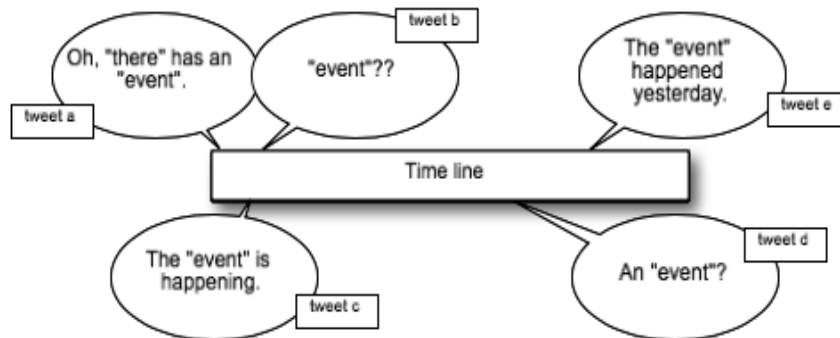 Oh, "there" has an
"event".
tweet a
"event"??
tweet b
The "event"
happened
yesterday.
tweet e
Time line
The "event" is
happening.
tweet c
An "event"?
tweet d